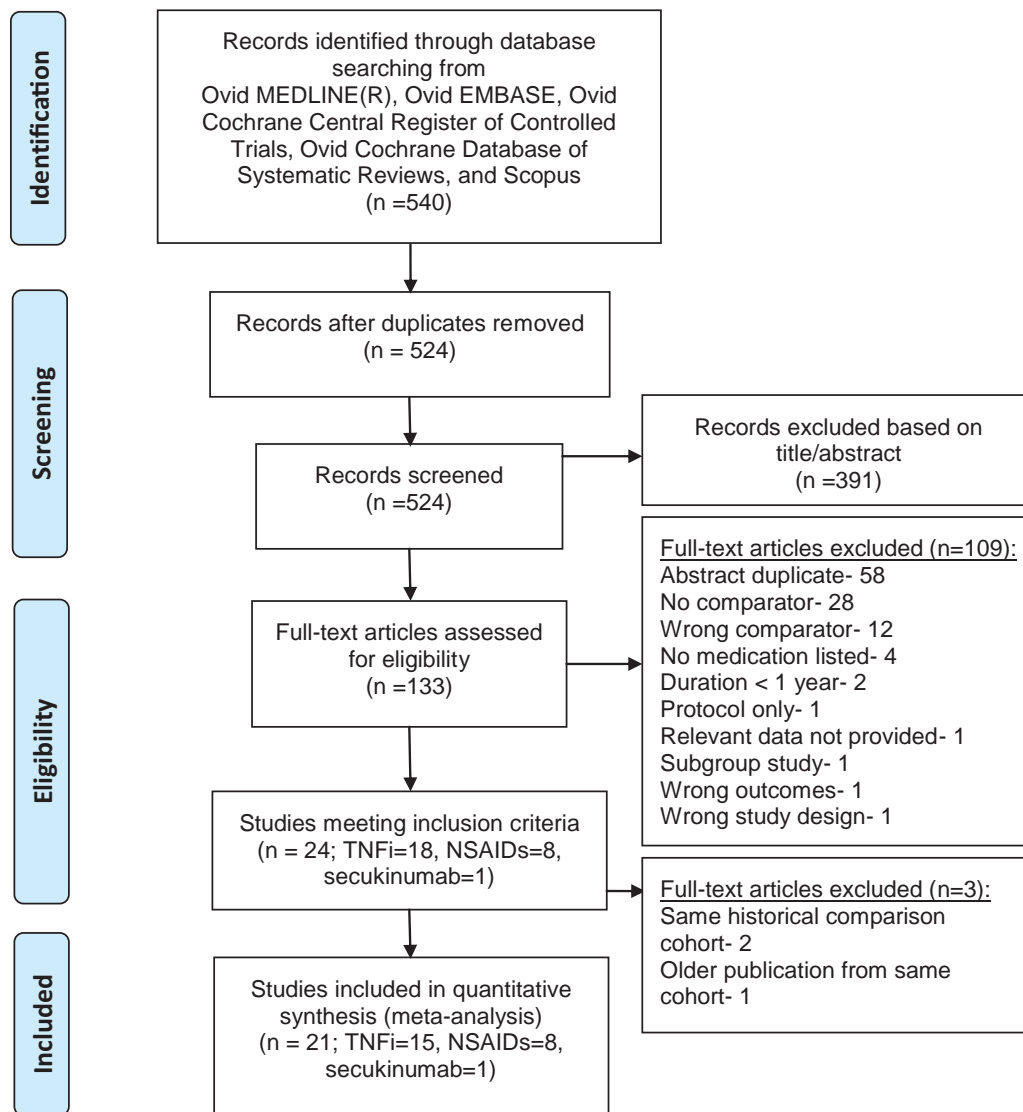 Identification
Records identified through database
searching from
Ovid MEDLINE(R), Ovid EMBASE, Ovid
Cochrane Central Register of Controlled
Trials, Ovid Cochrane Database of
Systematic Reviews, and Scopus
(n =540)
Screening
Records after duplicates removed
(n = 524)
Records screened
(n =524)
Records excluded based on
title/abstract
(n =391)
Eligibility
Full-text articles assessed
for eligibility
(n =133)
Full-text articles excluded (n=109):
Abstract duplicate- 58
No comparator- 28
Wrong comparator- 12
No medication listed- 4
Duration < 1 year- 2
Protocol only- 1
Relevant data not provided- 1
Subgroup study- 1
Wrong outcomes- 1
Wrong study design- 1
Studies meeting inclusion criteria
(n = 24; TNFi=18, NSAIDs=8,
secukinumab=1)
Full-text articles excluded (n=3):
Same historical comparison
cohort- 2
Older publication from same
cohort- 1
Included
Studies included in quantitative
synthesis (meta-analysis)
(n = 21; TNFi=15, NSAIDs=8,
secukinumab=1)